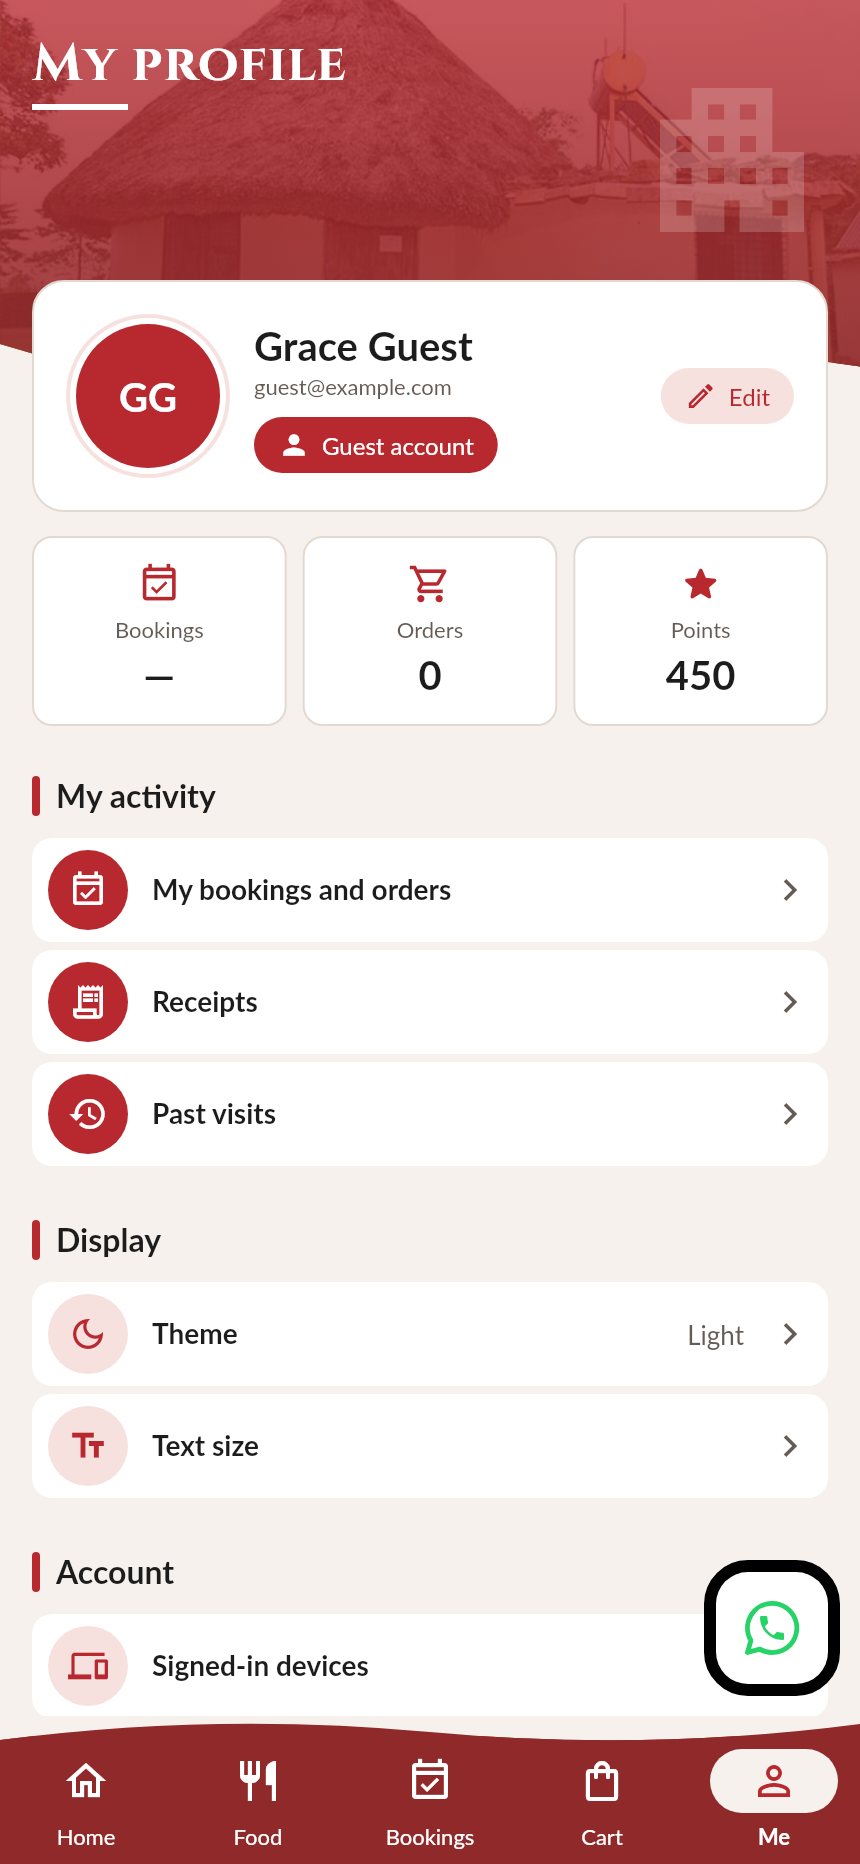 My profile
GG
Grace Guest
guest@example.com
Guest account
Edit
Bookings
—
Orders
0
Points
450
My activity
My bookings and orders
Receipts
Past visits
Display
Theme
Light
Text size
Account
Signed-in devices
Home
Food
Bookings
Cart
Me